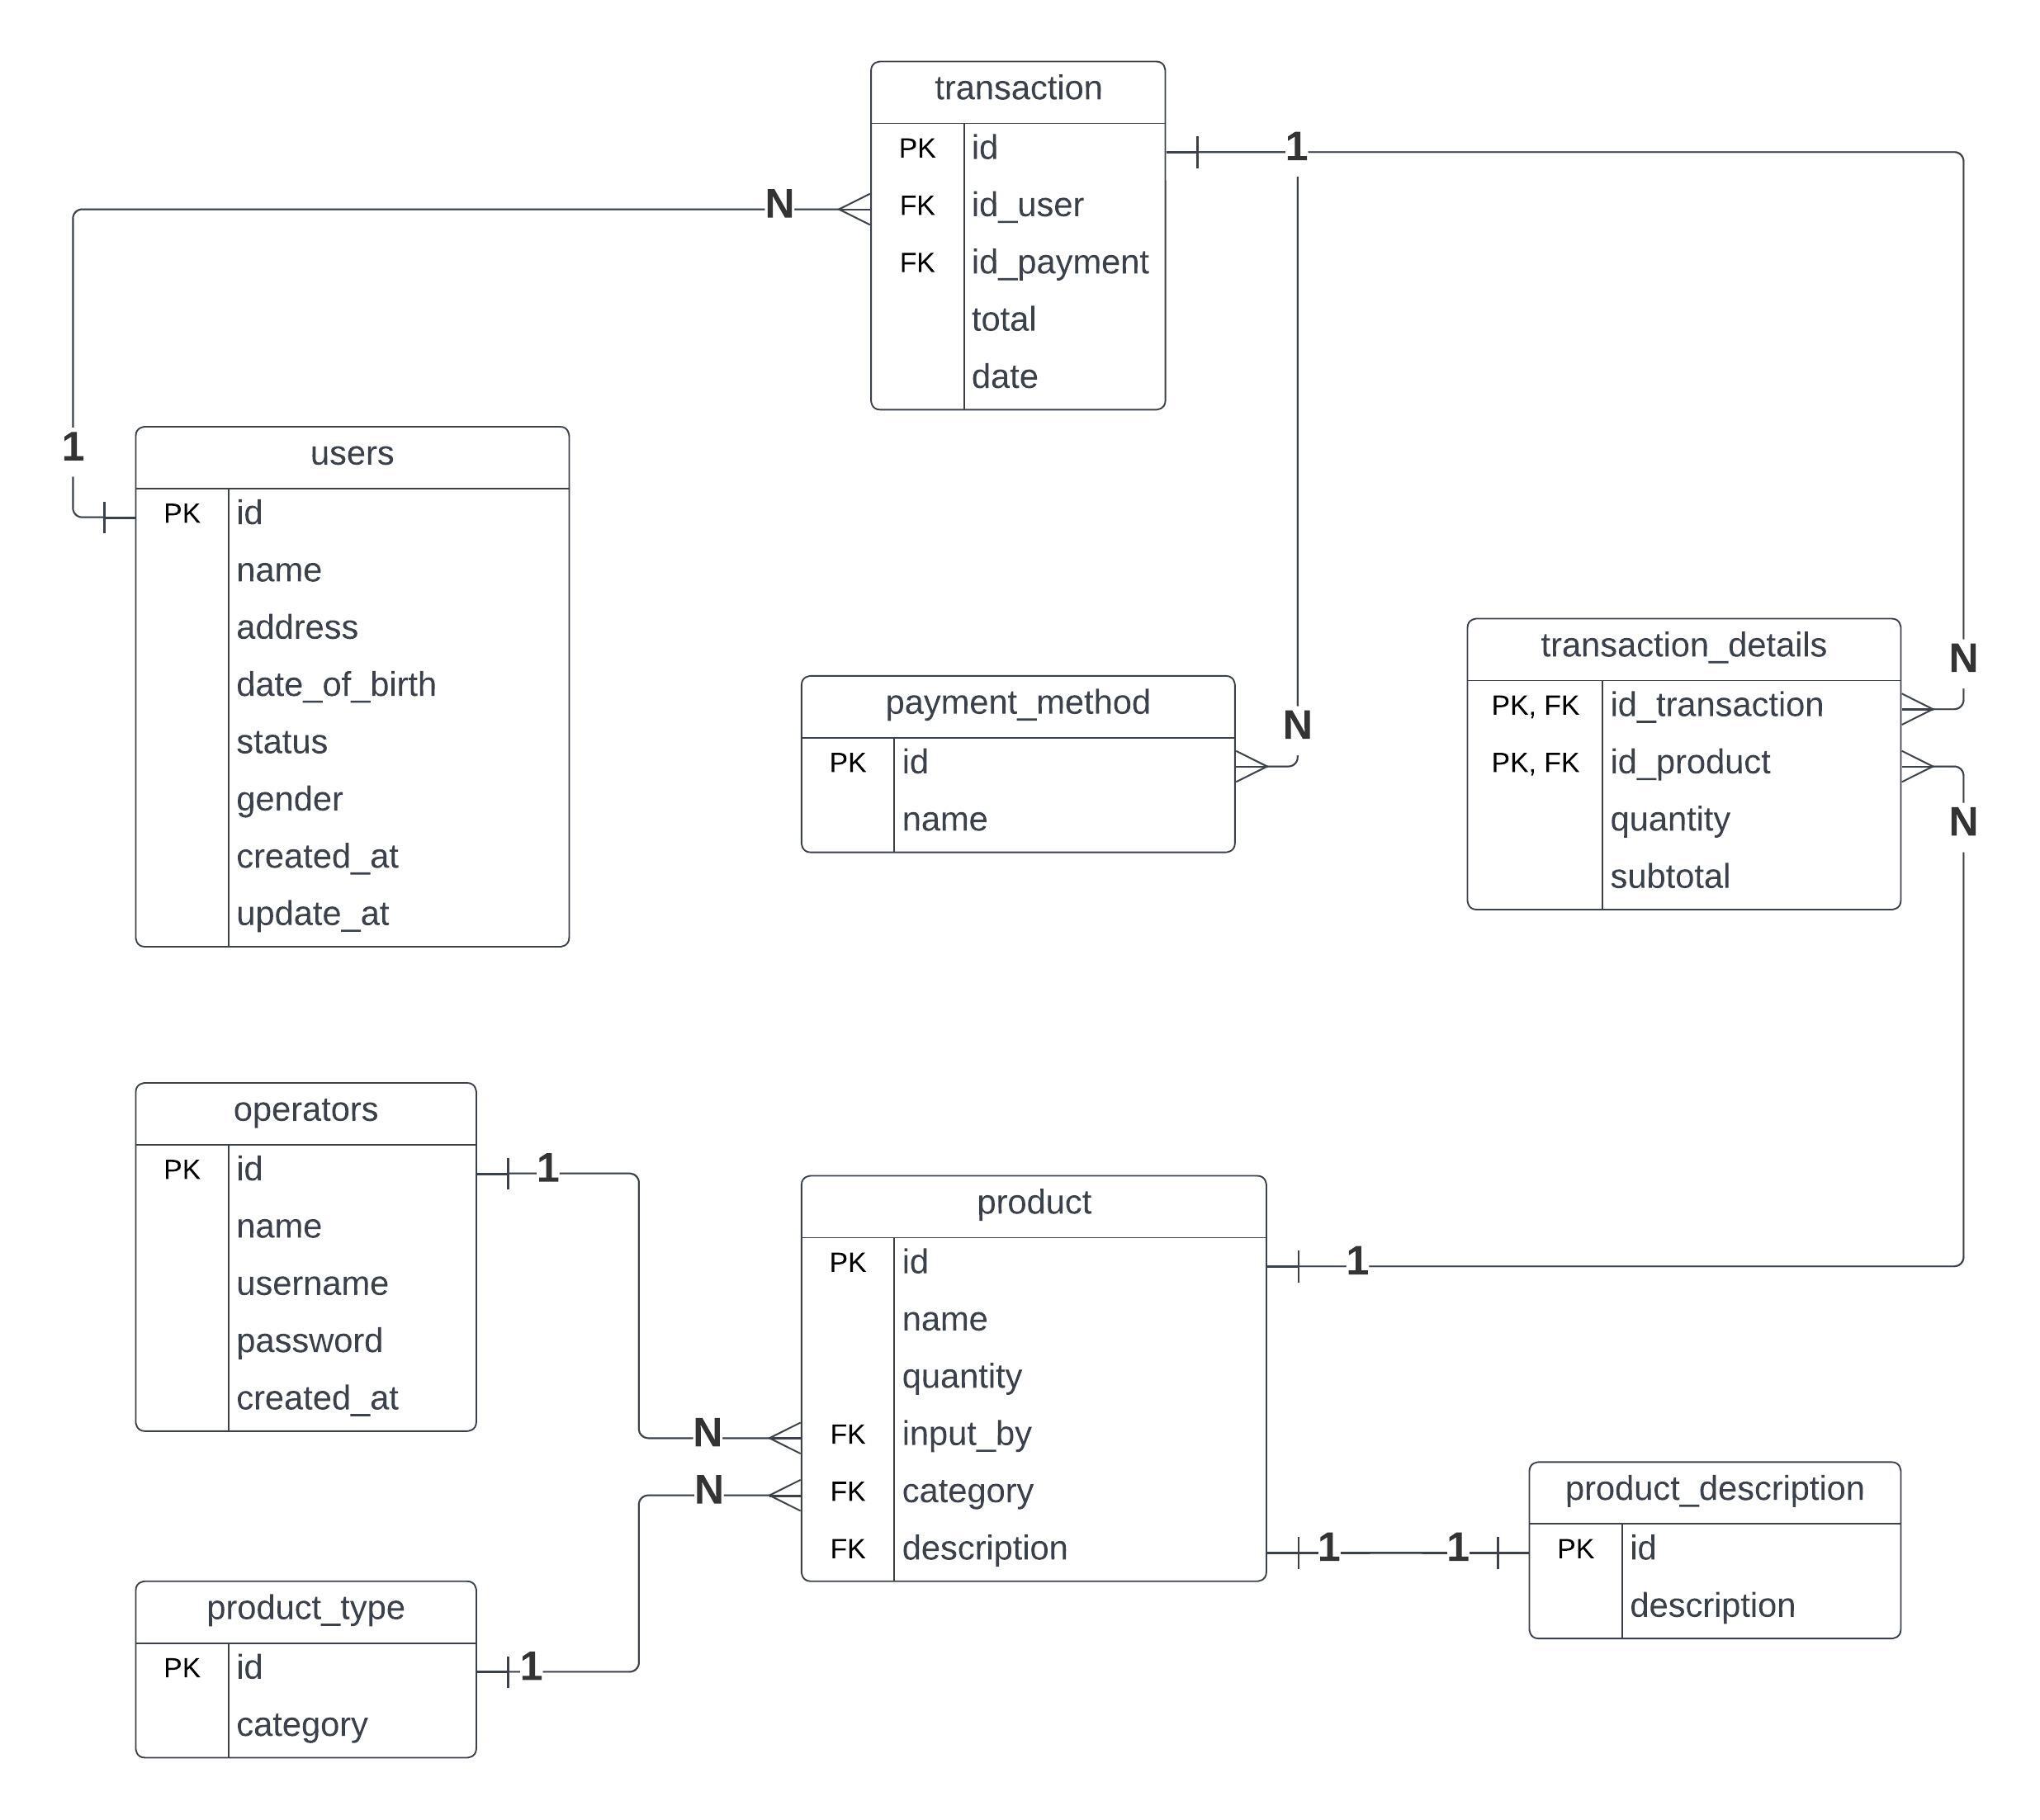 transaction
PK id
FK id_user
FK id_payment
total
date
N
1
1
users
PK id
name
address
date_of_birth
status
gender
created_at
update_at
payment_method
PK id
name
N
transaction_details
PK, FK id_transaction
PK, FK id_product
quantity
subtotal
N
N
operators
PK id
name
username
password
created_at
1
N
N
product
PK id
name
quantity
FK input_by
FK category
FK description
1
1
1
product_description
PK id
description
product_type
PK id
category
1